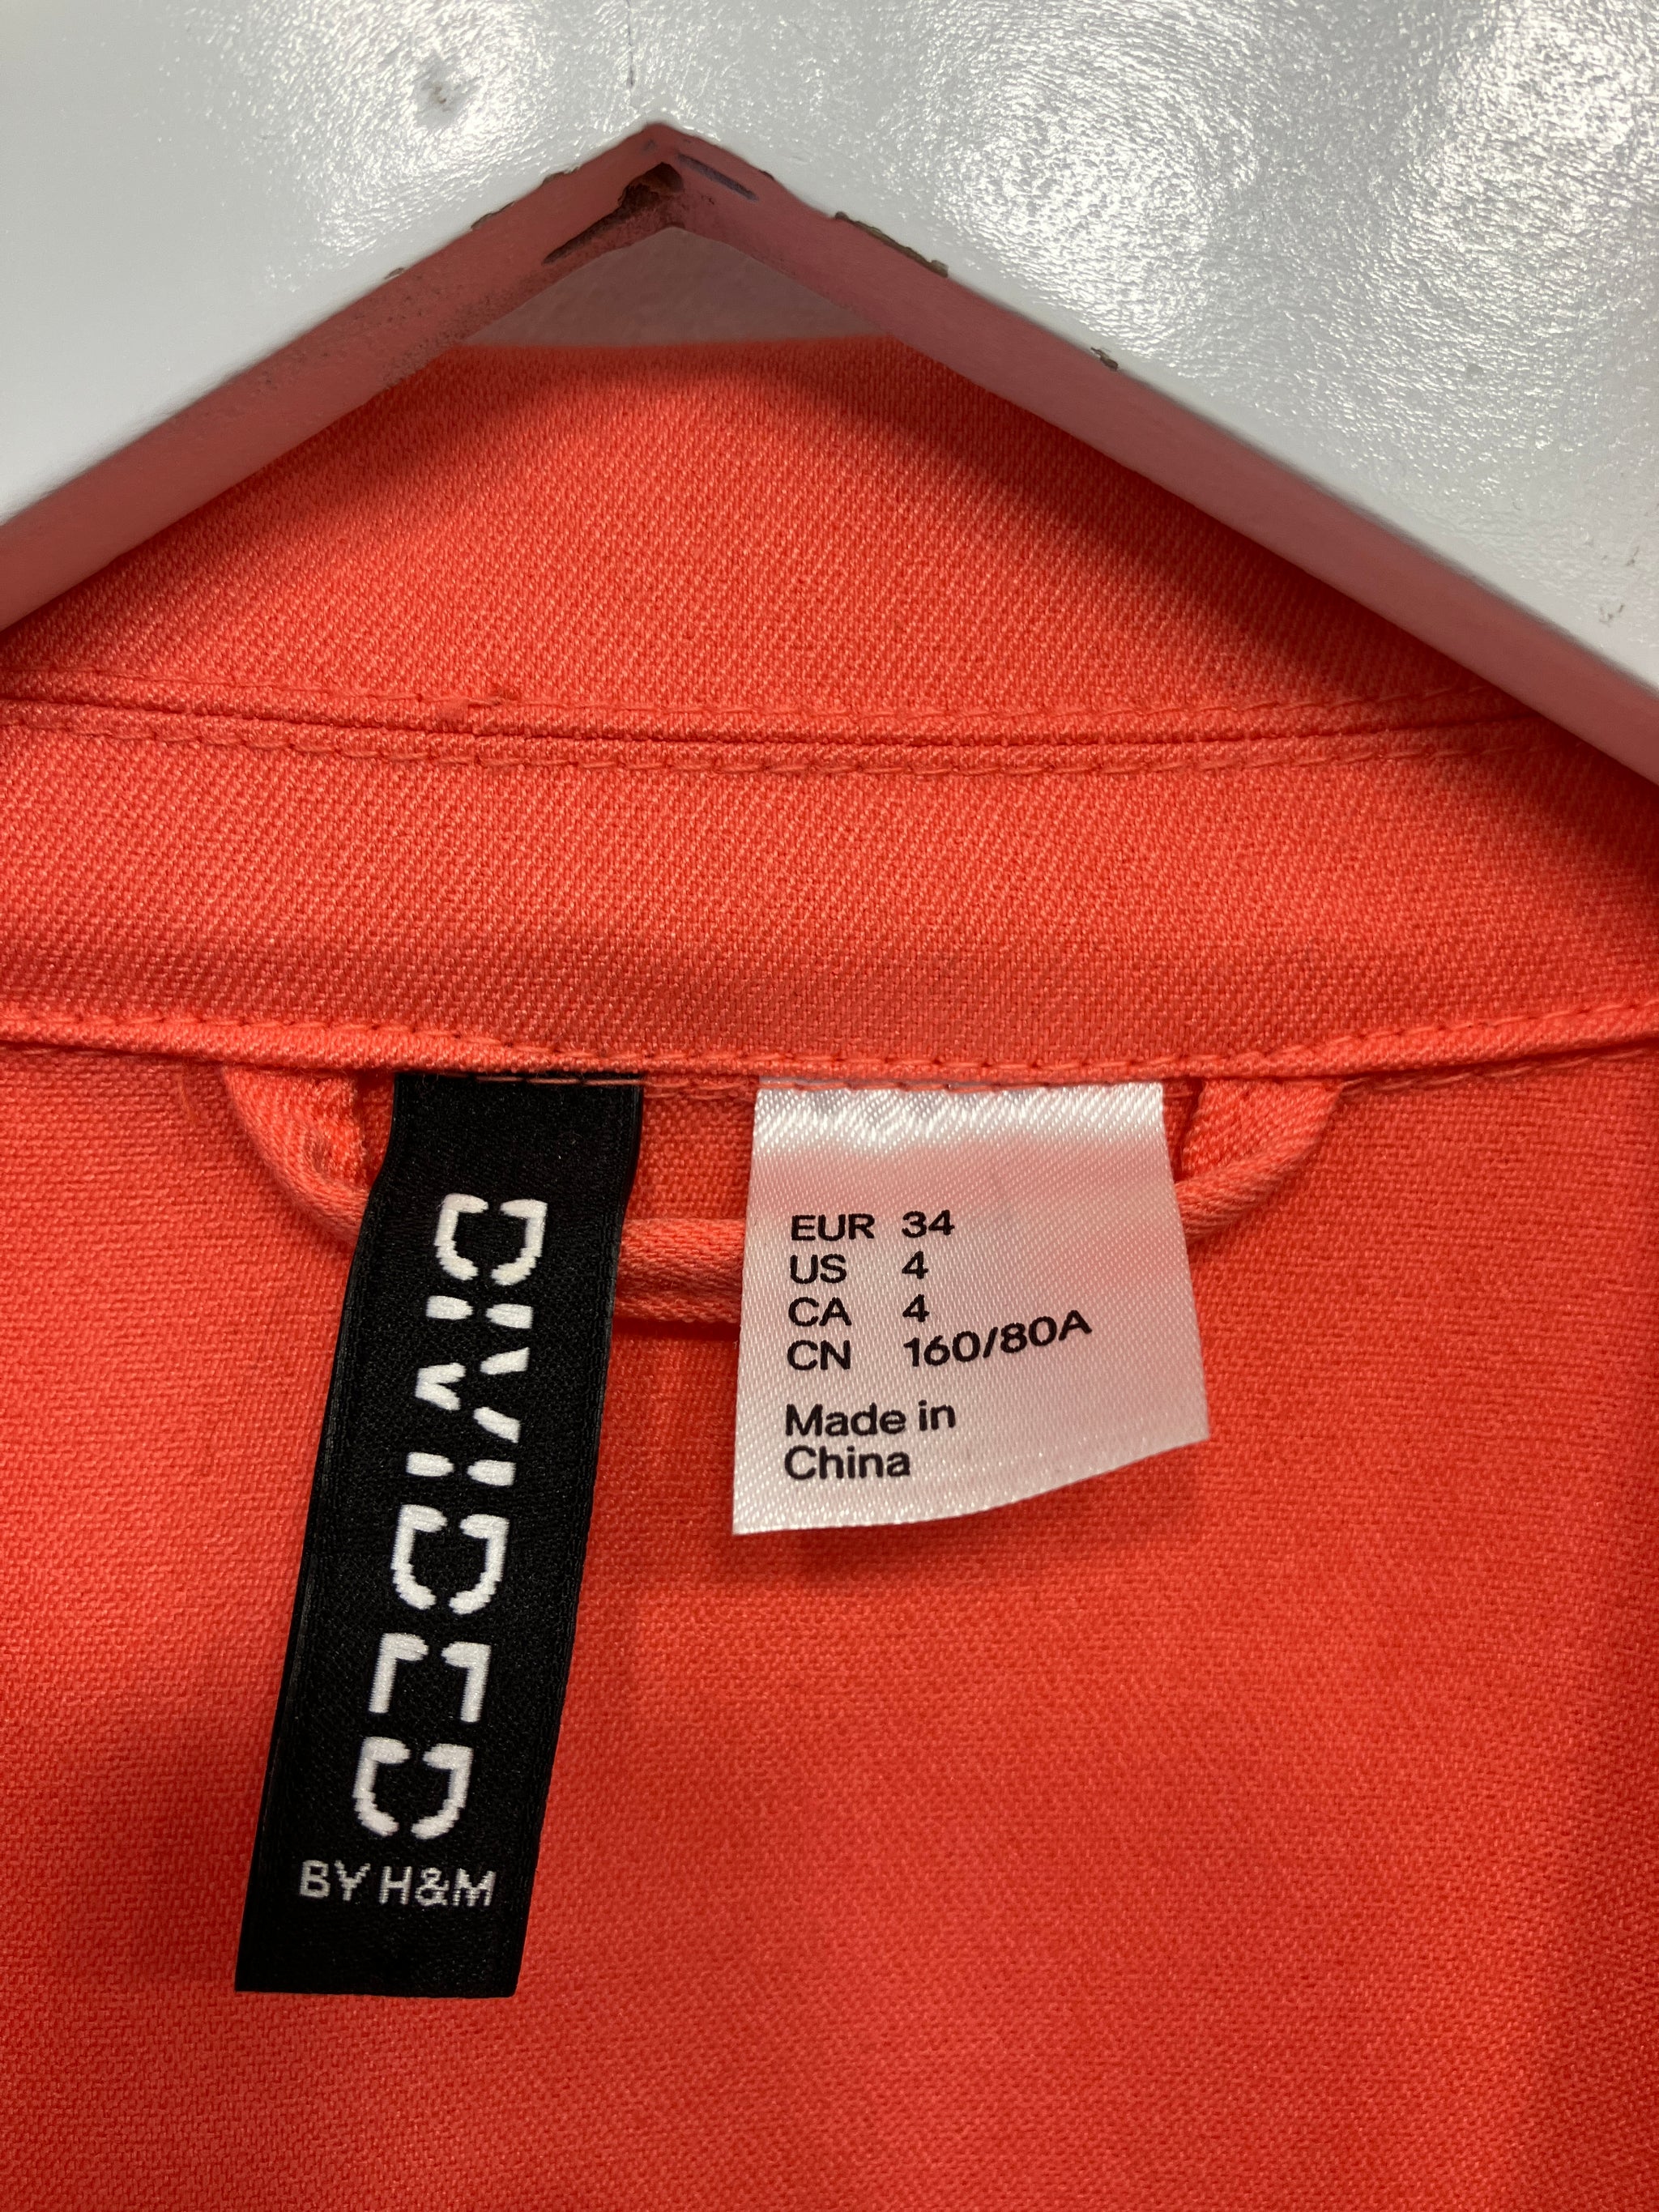 DIVIDED
BY H&M
EUR 34
US 4
CA 4
CN 160/80A
Made in
China